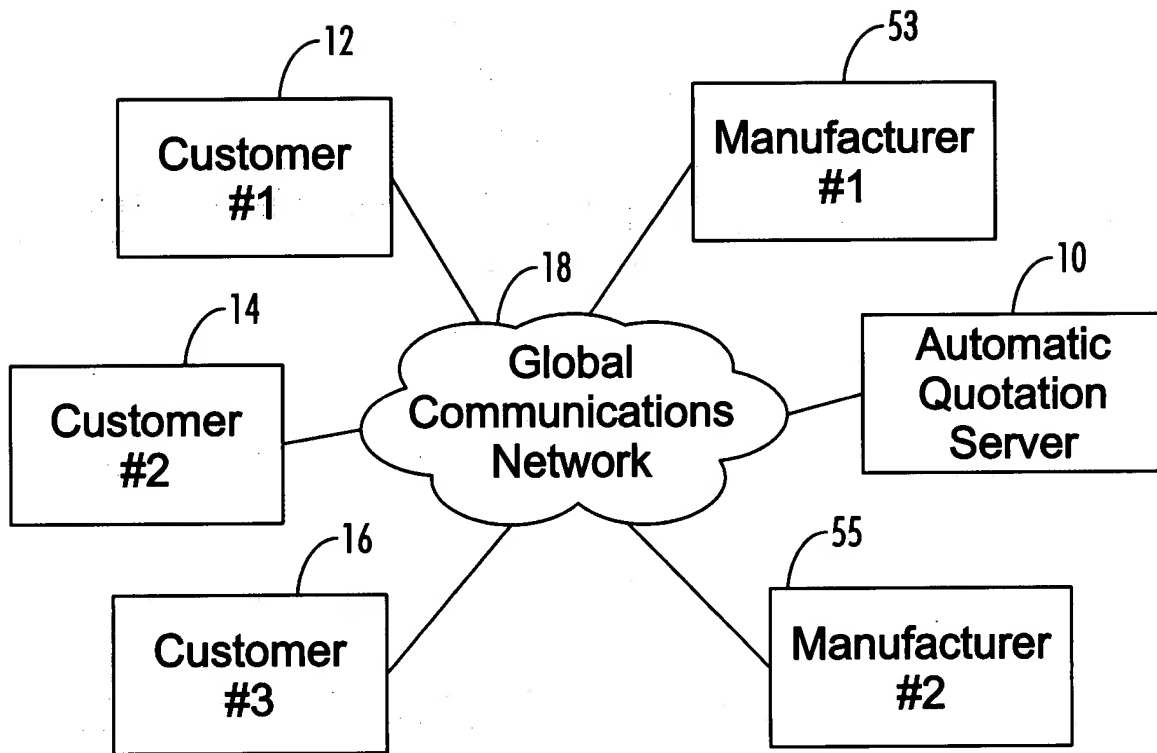 12
Customer
#1
53
Manufacturer
#1
14
Customer
#2
18
Global
Communications
Network
10
Automatic
Quotation
Server
16
Customer
#3
55
Manufacturer
#2